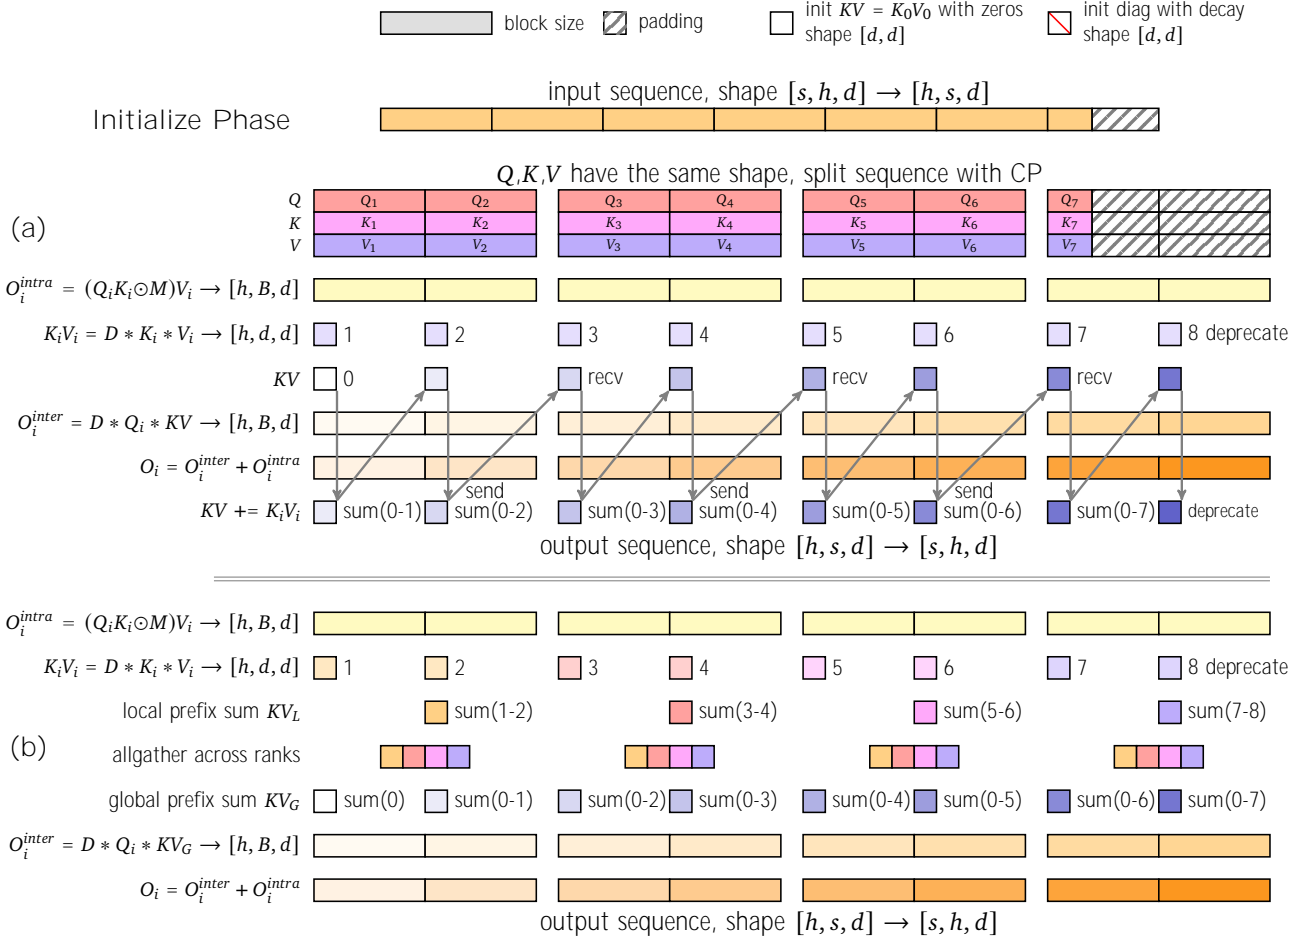 block size
padding
init KV = K₀V₀ with zeros
shape [d, d]
init diag with decay
shape [d, d]
input sequence, shape [s, h, d] → [h, s, d]
Initialize Phase
Q,K,V have the same shape, split sequence with CP
(a)
Q Q₁ Q₂ Q₃ Q₄ Q₅ Q₆ Q₇
K K₁ K₂ K₃ K₄ K₅ K₆ K₇
V V₁ V₂ V₃ V₄ V₅ V₆ V₇
O_i^{intra} = (Q_iK_i⊙M)V_i → [h, B, d]
K_iV_i = D * K_i * V_i → [h, d, d] 1 2 3 4 5 6 7 8 deprecate
KV 0 recv recv recv
O_i^{inter} = D * Q_i * KV → [h, B, d]
O_i = O_i^{inter} + O_i^{intra}
send send send
KV += K_iV_i sum(0-1) sum(0-2) sum(0-3) sum(0-4) sum(0-5) sum(0-6) sum(0-7) deprecate
output sequence, shape [h, s, d] → [s, h, d]
(b)
O_i^{intra} = (Q_iK_i⊙M)V_i → [h, B, d]
K_iV_i = D * K_i * V_i → [h, d, d] 1 2 3 4 5 6 7 8 deprecate
local prefix sum KV_L sum(1-2) sum(3-4) sum(5-6) sum(7-8)
allgather across ranks
global prefix sum KV_G sum(0) sum(0-1) sum(0-2) sum(0-3) sum(0-4) sum(0-5) sum(0-6) sum(0-7)
O_i^{inter} = D * Q_i * KV_G → [h, B, d]
O_i = O_i^{inter} + O_i^{intra}
output sequence, shape [h, s, d] → [s, h, d]